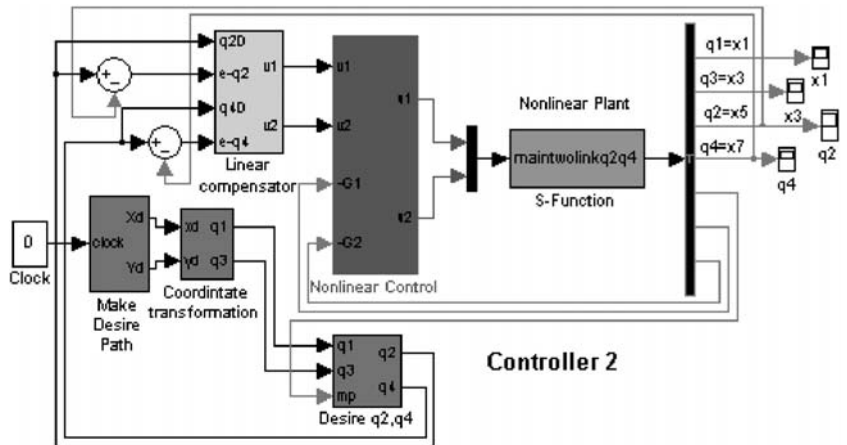 q2D
e-q2
q4D
e-q4
u1
u2
Linear
compensator
u1
u2
-G1
-G2
u1
u2
Nonlinear Control
Nonlinear Plant
maintwolinkq2q4
S-Function
q1=x1
q3=x3
q2=x5
q4=x7
x1
x3
q2
q4
0
Clock
clock
Xd
Yd
Make
Desire
Path
xd
yd
q1
q3
Coordintate
transformation
q1
q3
mp
q2
q4
Desire q2,q4
Controller 2